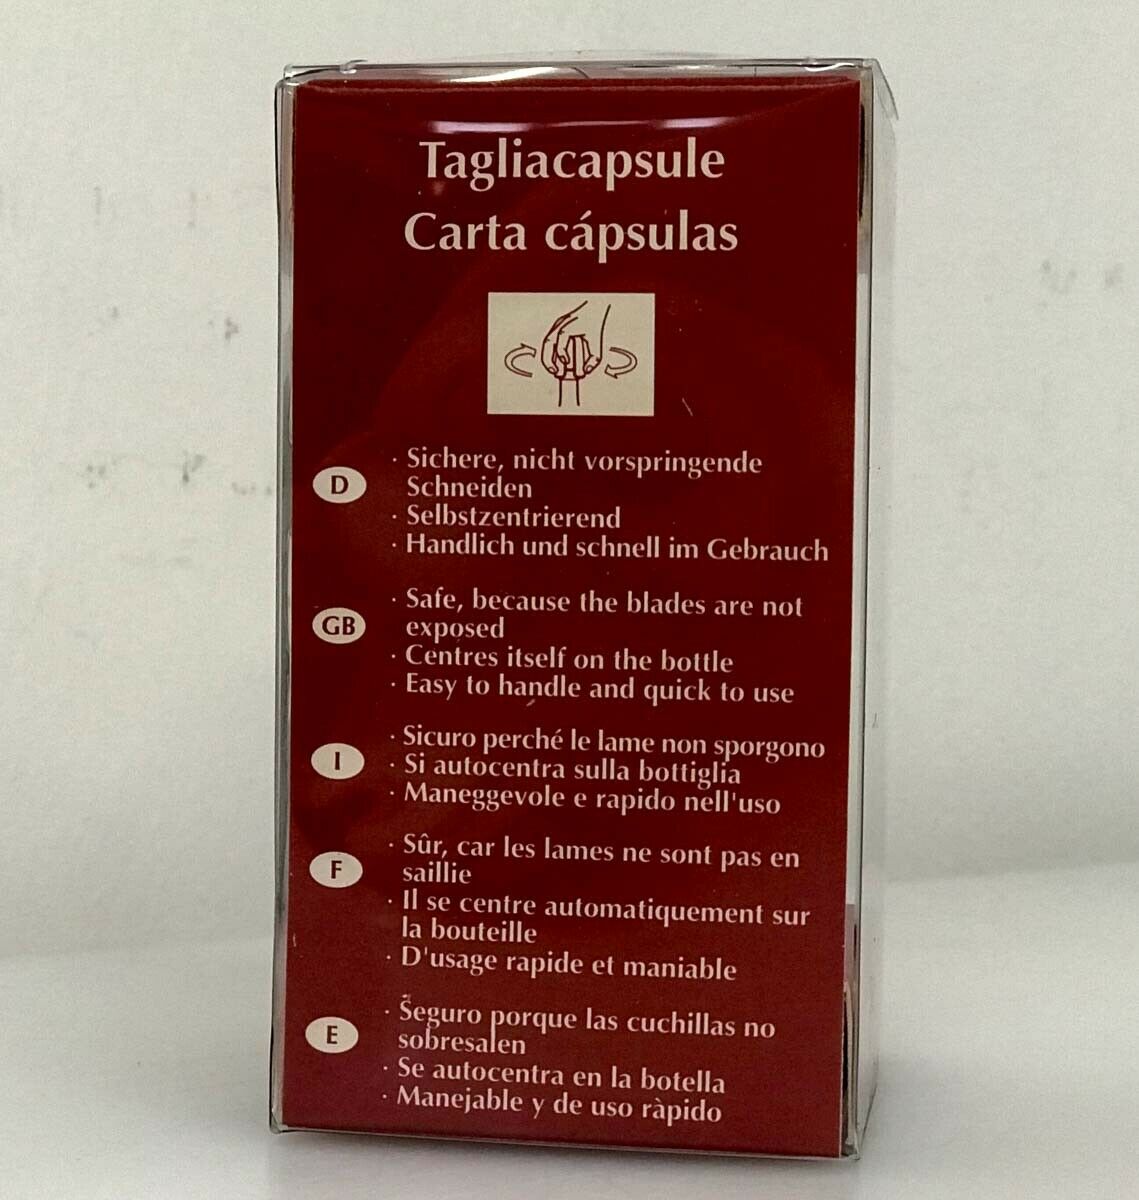 Tagliacapsule
Carta cápsulas
D
· Sichere, nicht vorspringende
Schneiden
· Selbstzentrierend
· Handlich und schnell im Gebrauch
GB
· Safe, because the blades are not
exposed
· Centres itself on the bottle
· Easy to handle and quick to use
I
· Sicuro perché le lame non sporgono
· Si autocentra sulla bottiglia
· Maneggevole e rapido nell'uso
F
· Sûr, car les lames ne sont pas en
saillie
· Il se centre automatiquement sur
la bouteille
· D'usage rapide et maniable
E
· Seguro porque las cuchillas no
sobresalen
· Se autocentra en la botella
· Manejable y de uso ràpido